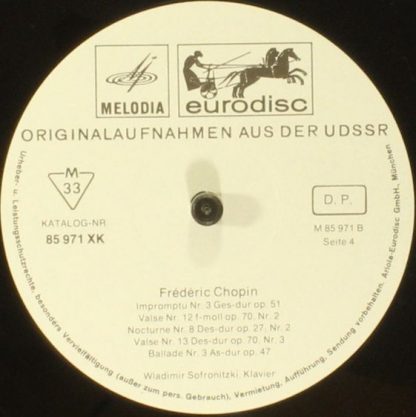 MELODIA
eurodisc
ORIGINALAUFNAHMEN AUS DER UDSSR
M
33
D. P.
KATALOG-NR
85 971 XK
M 85 971 B
Seite 4
Frédéric Chopin
Impromptu Nr. 3 Ges-dur op. 51
Valse Nr. 12 f-moll op. 70, Nr. 2
Nocturne Nr. 8 Des-dur op. 27, Nr. 2
Valse Nr. 13 Des-dur op. 70, Nr. 3
Ballade Nr. 3 As-dur op. 47
Wladimir Sofronitzki, Klavier
Urheber- u. Leistungsschutzrechte, besonders Vervielfältigung (außer zum pers. Gebrauch), Vermietung, Aufführung, Sendung vorbehalten. Ariola-Eurodisc GmbH., München